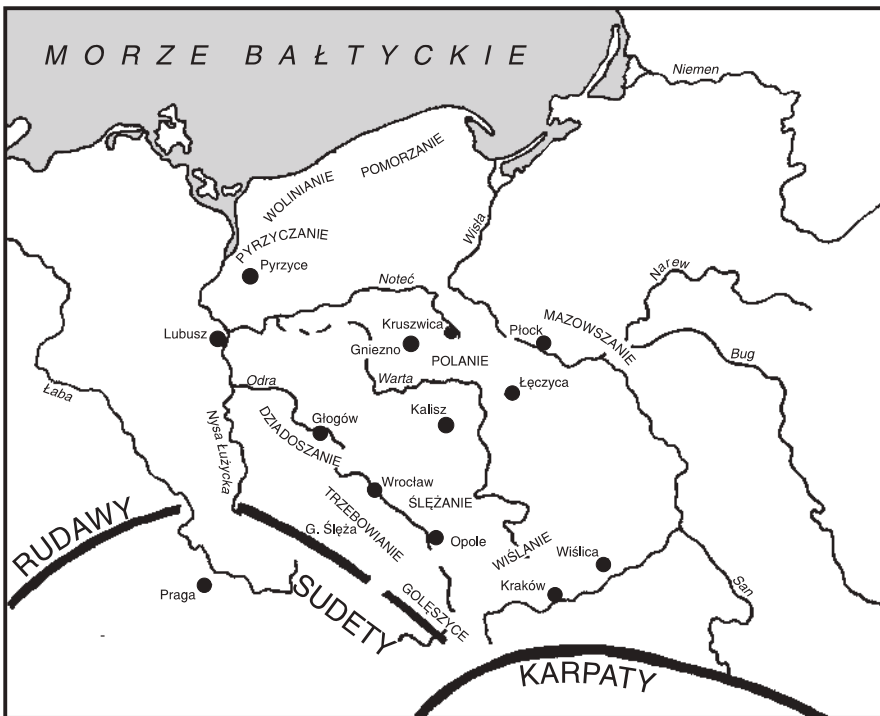 MORZE BAŁTYCKIE
Niemen
POMORZANIE
WOLINIANIE
Wisła
PYRZYCZANIE
Pyrzyce
Narew
Noteć
Kruszwica
Lubusz
Gniezno
Płock
MAZOWSZANIE
POLANIE
Bug
Łaba
Odra
Warta
Łęczyca
Nysa Łużycka
DZIADOSZANIE
Głogów
Kalisz
Wrocław
ŚLĘŻANIE
TRZEBOWIANIE
G. Ślęża
Opole
WIŚLANIE
Wiślica
RUDAWY
Praga
SUDETY
GOLĘSZYCE
Kraków
San
KARPATY